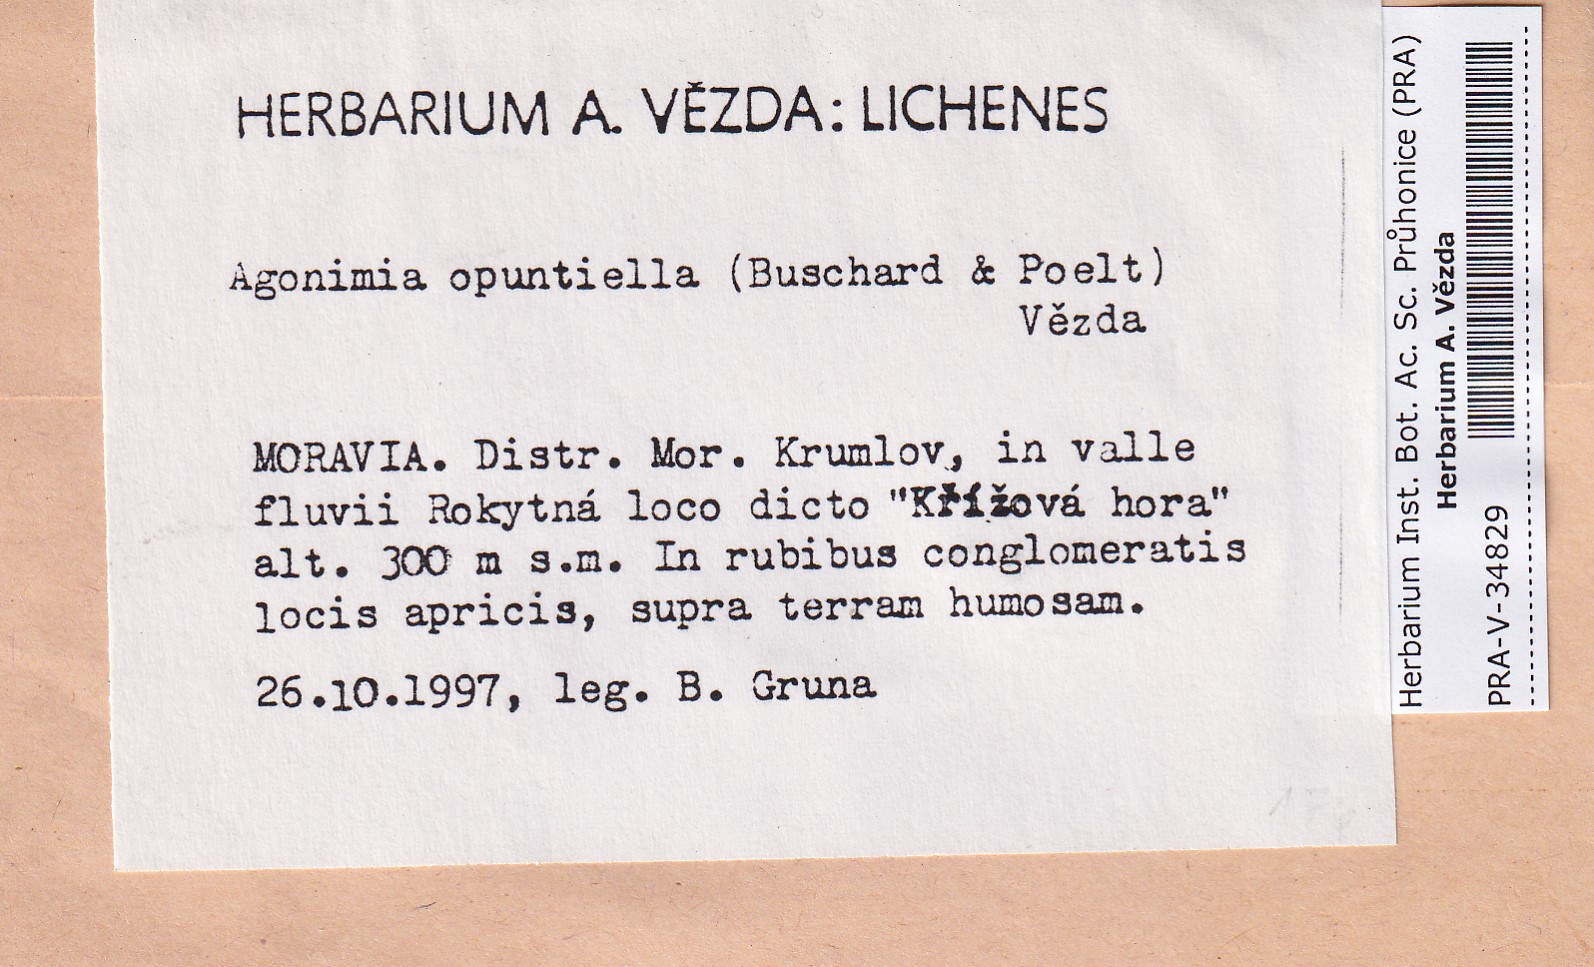 HERBARIUM A. VĚZDA: LICHENES
Agonimia opuntiella (Buschard & Poelt)
Vězda
MORAVIA. Distr. Mor. Krumlov, in valle
fluvii Rokytná loco dicto "Křížová hora"
alt. 300 m s.m. In rubibus conglomeratis
locis apricis, supra terram humosam.
26.10.1997, leg. B. Gruna
Herbarium Inst. Bot. Ac. Sc. Průhonice (PRA)
Herbarium A. Vězda
PRA-V-34829